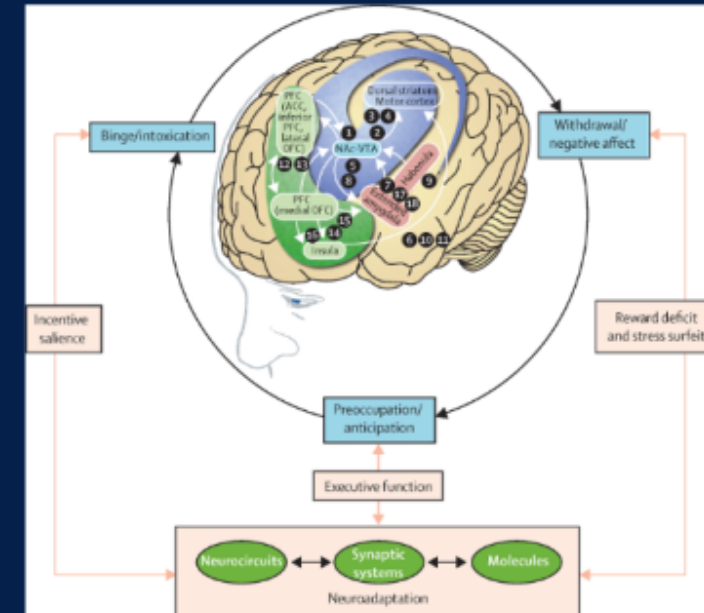 PFC
(ACC,
inferior
PFC,
lateral
OFC)
12 13
Dorsal striatum
Motor cortex
3 4
1 2
NAc-VTA
5
8
Habenula
7
17
18
9
Extended
amygdala
PFC
(medial OFC)
15
16 14
Insula
6 10 11
Binge/intoxication
Withdrawal/
negative affect
Incentive
salience
Reward deficit
and stress surfeit
Preoccupation/
anticipation
Executive function
Neurocircuits
Synaptic
systems
Molecules
Neuroadaptation